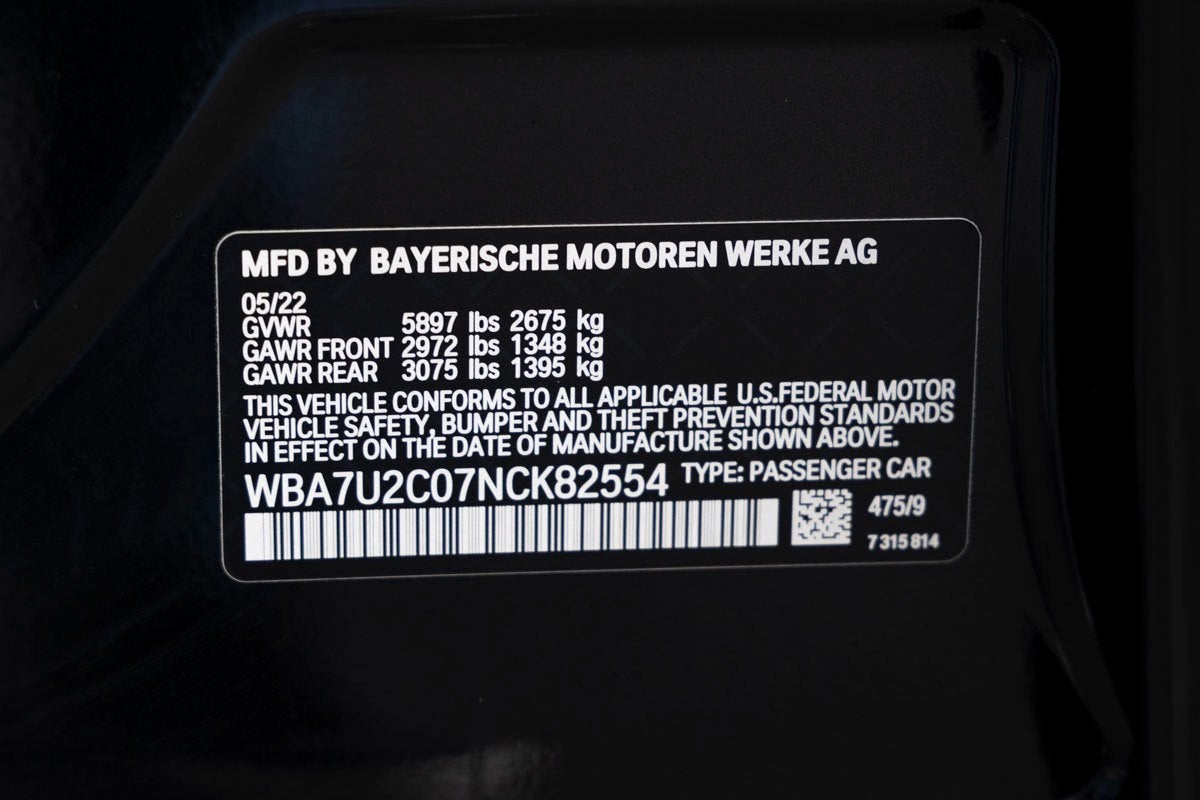 MFD BY BAYERISCHE MOTOREN WERKE AG
05/22
GVWR 5897 lbs 2675 kg
GAWR FRONT 2972 lbs 1348 kg
GAWR REAR 3075 lbs 1395 kg
THIS VEHICLE CONFORMS TO ALL APPLICABLE U.S.FEDERAL MOTOR
VEHICLE SAFETY, BUMPER AND THEFT PREVENTION STANDARDS
IN EFFECT ON THE DATE OF MANUFACTURE SHOWN ABOVE.
WBA7U2C07NCK82554 TYPE: PASSENGER CAR
475/9
7 315 814